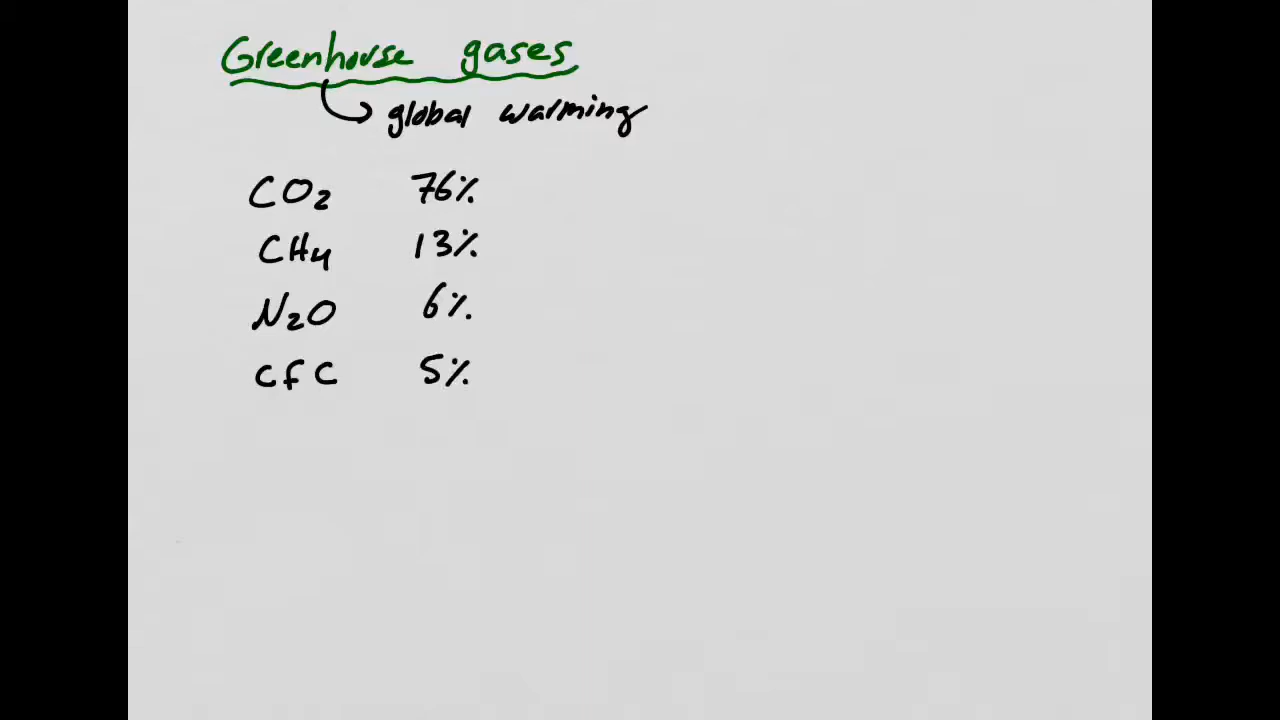 Greenhouse gases
global warming
CO₂ 76%
CH₄ 13%
N₂O 6%
CFC 5%